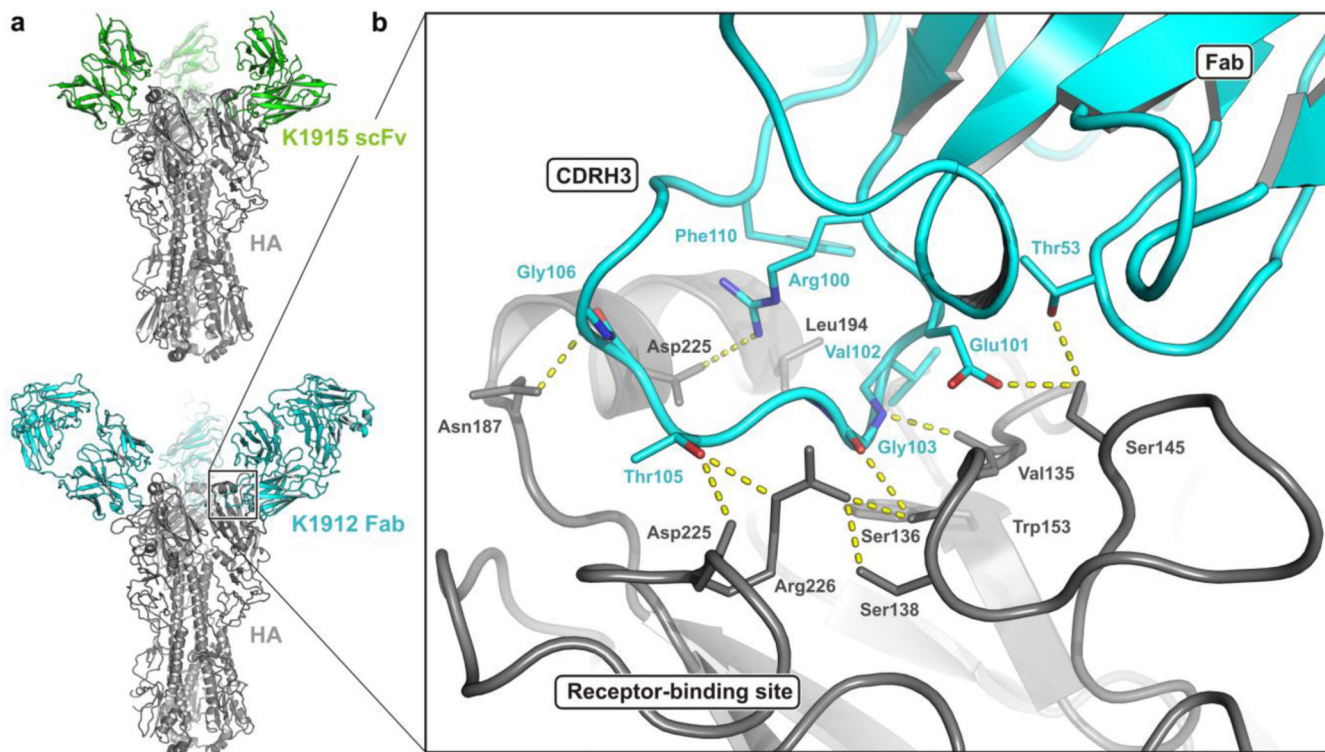 a
b
K1915 scFv
HA
K1912 Fab
HA
Fab
CDRH3
Thr53
Phe110
Gly106
Arg100
Leu194
Asp225
Val102
Glu101
Asn187
Gly103
Ser145
Thr105
Val135
Asp225
Ser136
Trp153
Arg226
Ser138
Receptor-binding site